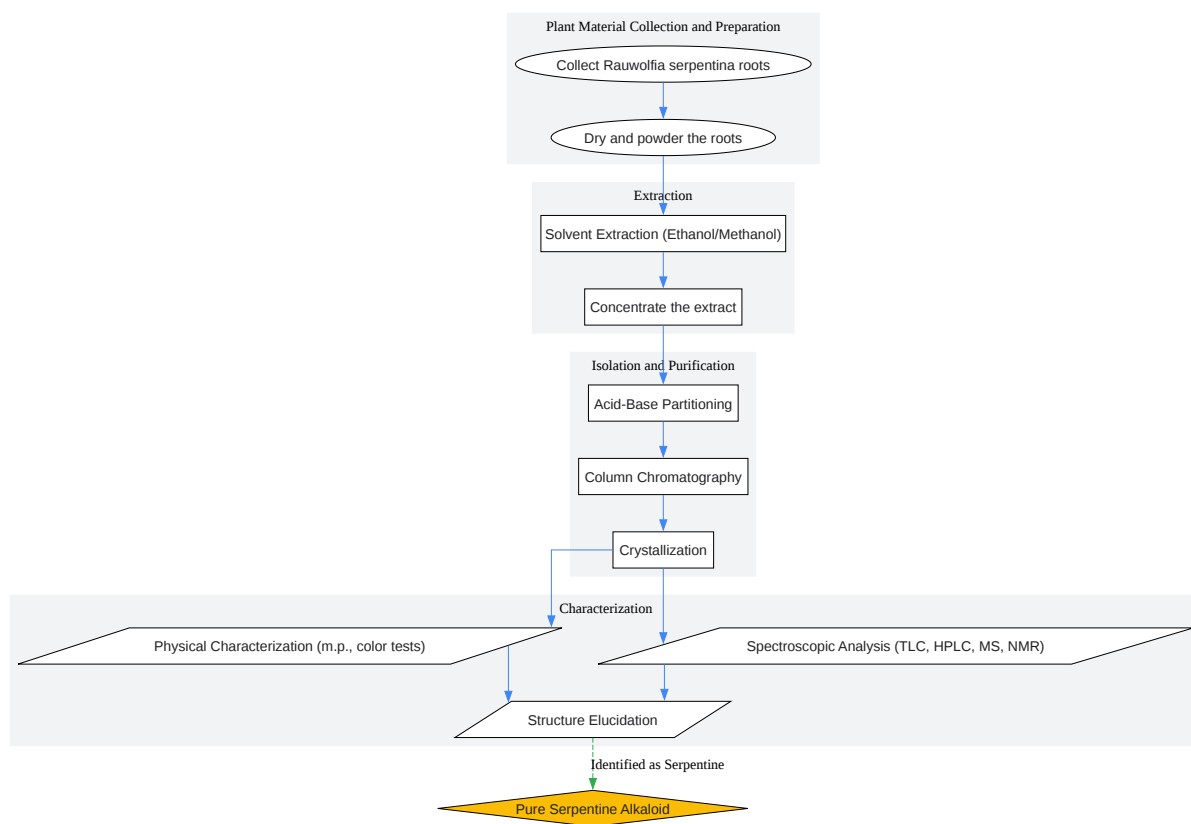 Plant Material Collection and Preparation
Collect Rauwolfia serpentina roots
Dry and powder the roots
Extraction
Solvent Extraction (Ethanol/Methanol)
Concentrate the extract
Isolation and Purification
Acid-Base Partitioning
Column Chromatography
Crystallization
Characterization
Physical Characterization (m.p., color tests)
Spectroscopic Analysis (TLC, HPLC, MS, NMR)
Structure Elucidation
Identified as Serpentine
Pure Serpentine Alkaloid